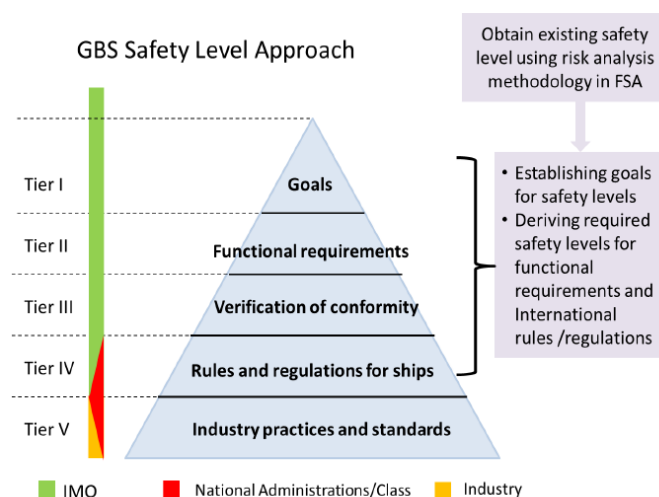 GBS Safety Level Approach
Obtain existing safety
level using risk analysis
methodology in FSA
Tier I
Goals
Tier II
Functional requirements
Tier III
Verification of conformity
Tier IV
Rules and regulations for ships
Tier V
Industry practices and standards
• Establishing goals
for safety levels
• Deriving required
safety levels for
functional
requirements and
International
rules /regulations
IMO
National Administrations/Class
Industry